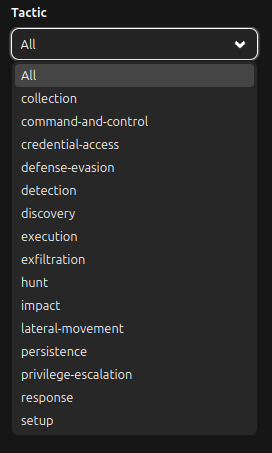 Tactic
All
All
collection
command-and-control
credential-access
defense-evasion
detection
discovery
execution
exfiltration
hunt
impact
lateral-movement
persistence
privilege-escalation
response
setup